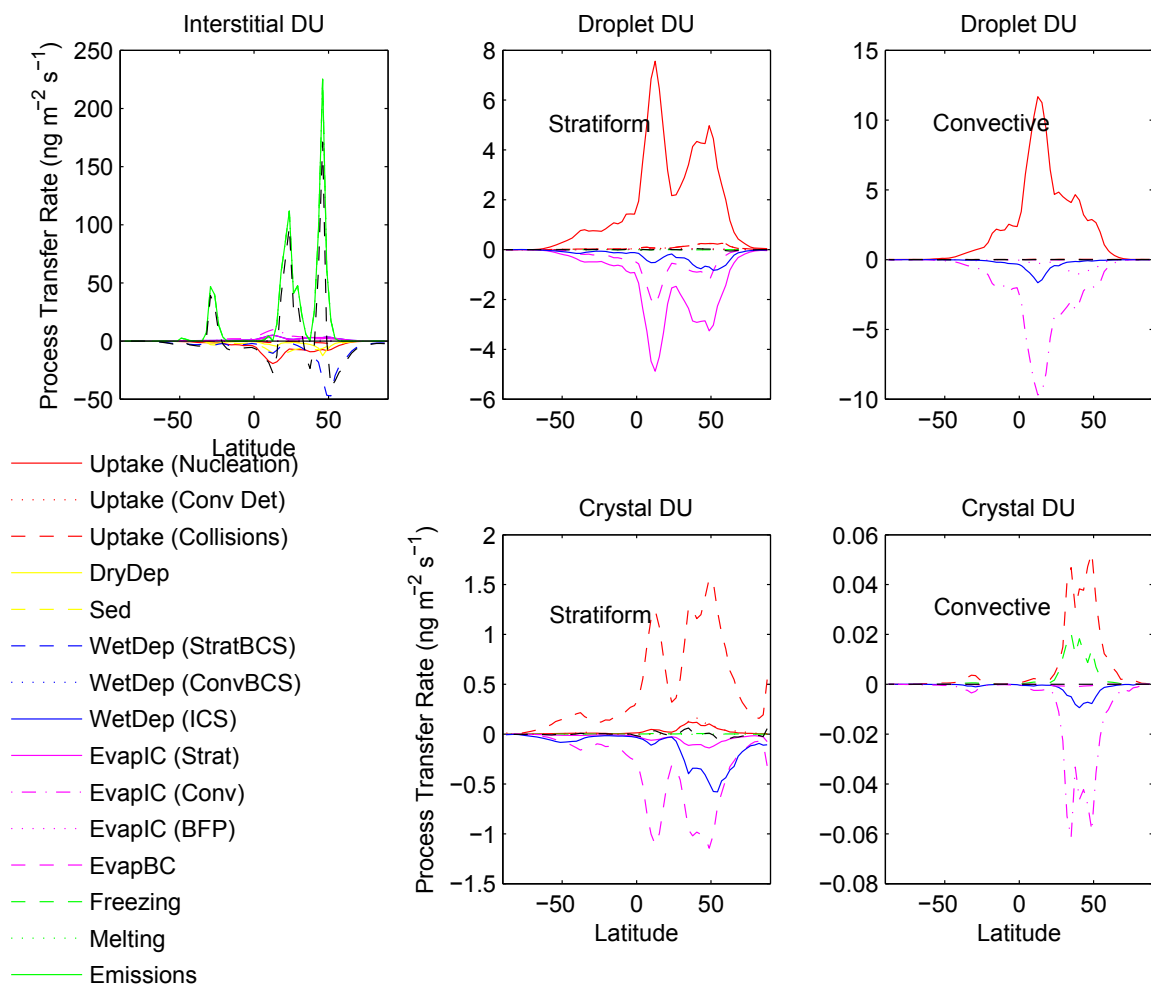 Interstitial DU
Droplet DU
Droplet DU
Process Transfer Rate (ng m⁻² s⁻¹)
250
200
150
100
50
0
−50
−50 0 50
Latitude
8
6
4
2
0
−2
−4
−6
Stratiform
−50 0 50
15
10
5
0
−5
−10
Convective
−50 0 50
Uptake (Nucleation)
Uptake (Conv Det)
Uptake (Collisions)
DryDep
Sed
WetDep (StratBCS)
WetDep (ConvBCS)
WetDep (ICS)
EvapIC (Strat)
EvapIC (Conv)
EvapIC (BFP)
EvapBC
Freezing
Melting
Emissions
Crystal DU
Crystal DU
Process Transfer Rate (ng m⁻² s⁻¹)
2
1.5
1
0.5
0
−0.5
−1
−1.5
Stratiform
−50 0 50
Latitude
0.06
0.04
0.02
0
−0.02
−0.04
−0.06
−0.08
Convective
−50 0 50
Latitude